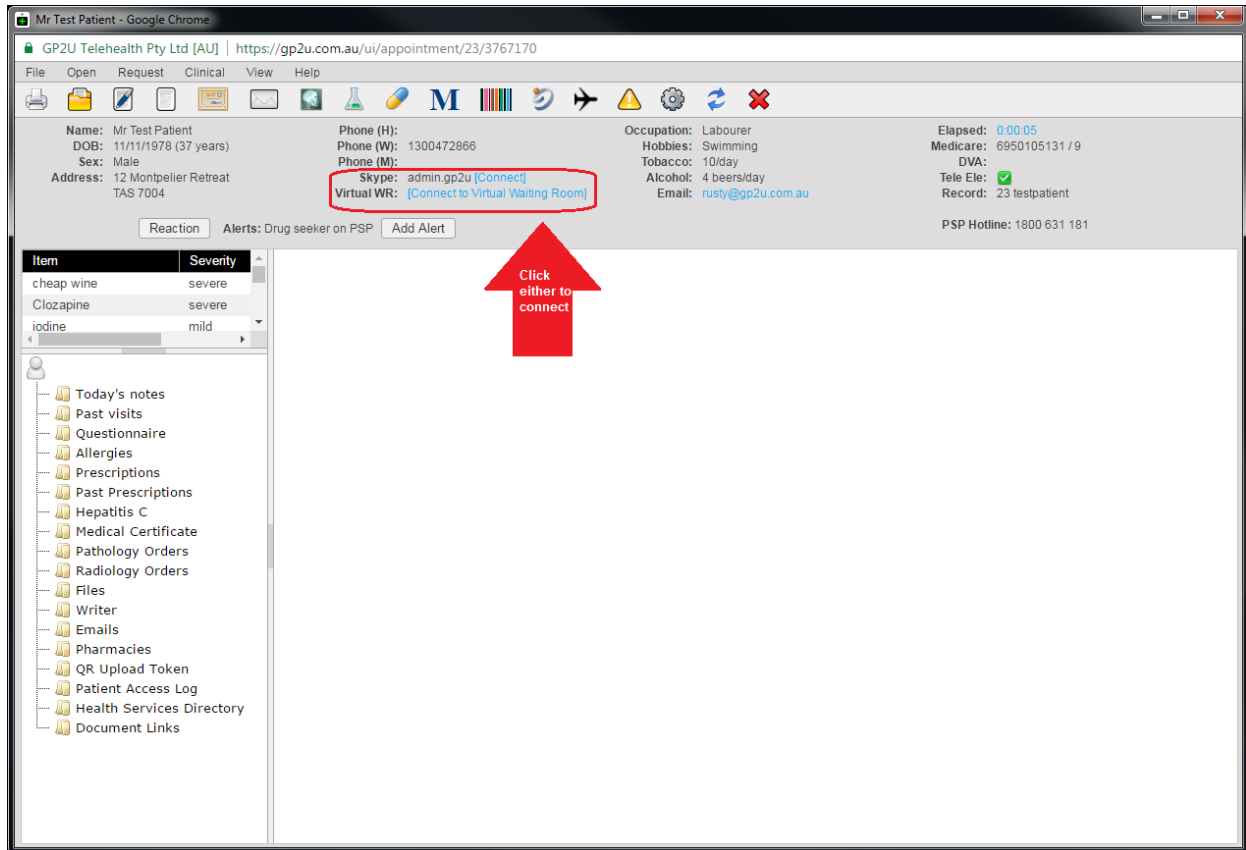 Mr Test Patient - Google Chrome
GP2U Telehealth Pty Ltd [AU] | https://gp2u.com.au/ui/appointment/23/3767170
File Open Request Clinical View Help
M
Name: Mr Test Patient Phone (H): Occupation: Labourer Elapsed: 0:00:05
DOB: 11/11/1978 (37 years) Phone (W): 1300472866 Hobbies: Swimming Medicare: 6950105131 / 9
Sex: Male Phone (M): Tobacco: 10/day DVA:
Address: 12 Montpelier Retreat Skype: admin.gp2u [Connect] Alcohol: 4 beers/day Tele Ele:
TAS 7004 Virtual WR: [Connect to Virtual Waiting Room] Email: rusty@gp2u.com.au Record: 23 testpatient
Reaction Alerts: Drug seeker on PSP Add Alert PSP Hotline: 1800 631 181
Item Severity
cheap wine severe
Clozapine severe
iodine mild
Click
either to
connect
Today's notes
Past visits
Questionnaire
Allergies
Prescriptions
Past Prescriptions
Hepatitis C
Medical Certificate
Pathology Orders
Radiology Orders
Files
Writer
Emails
Pharmacies
QR Upload Token
Patient Access Log
Health Services Directory
Document Links